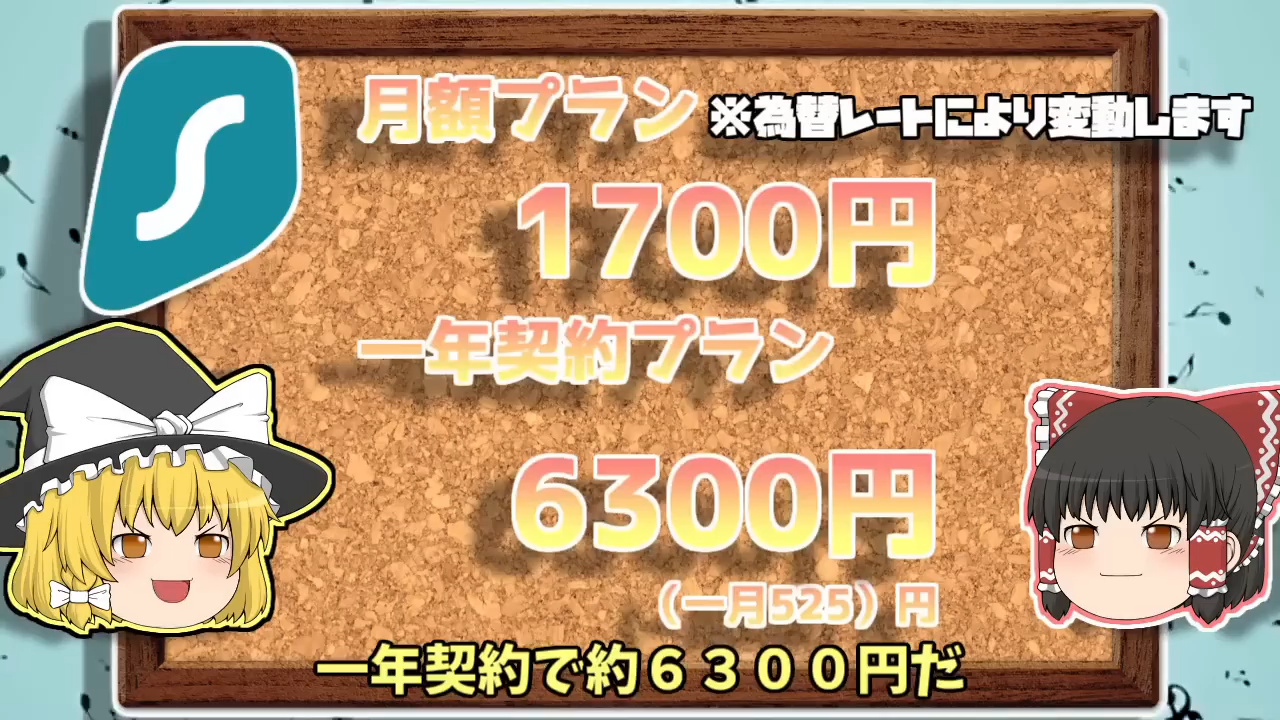 月額プラン ※為替レートにより変動します
1700円
一年契約プラン
6300円
（一月525）円
一年契約で約６３００円だ